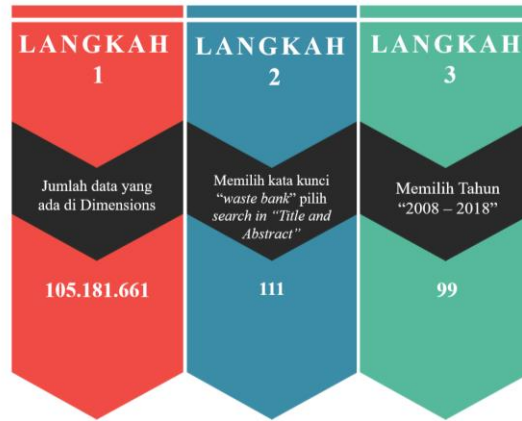 LANGKAH
1
Jumlah data yang
ada di Dimensions
105.181.661
LANGKAH
2
Memilih kata kunci
“waste bank” pilih
search in “Title and
Abstract”
111
LANGKAH
3
Memilih Tahun
“2008 – 2018”
99